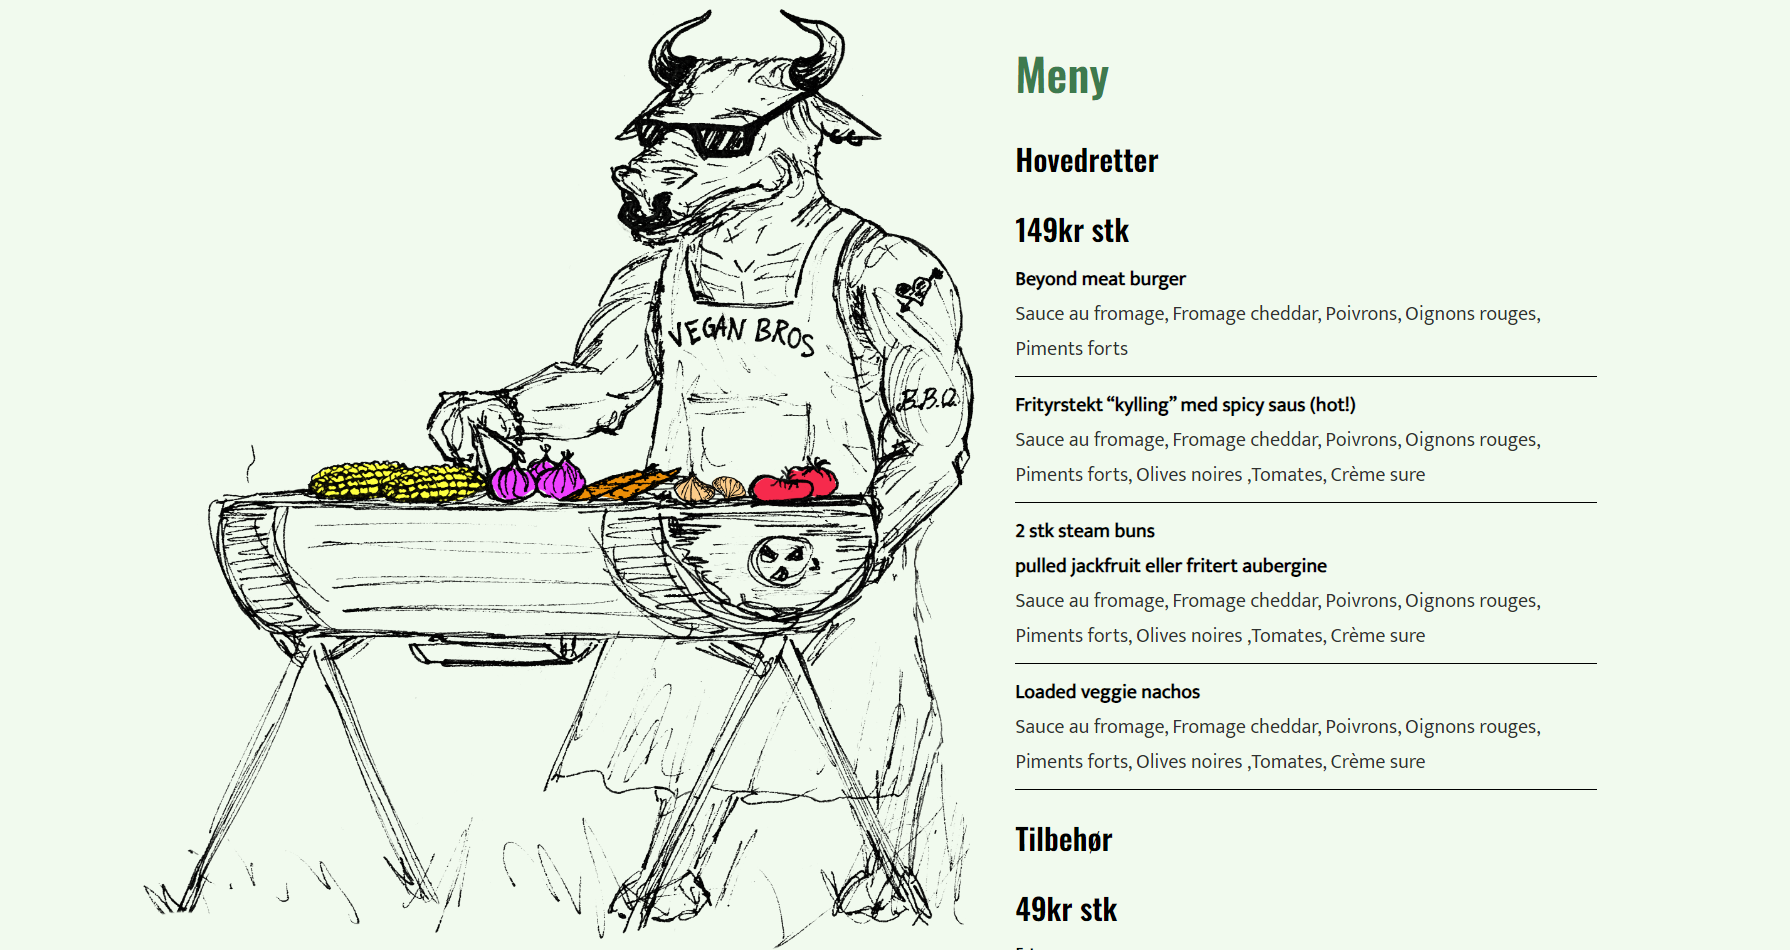 VEGAN BROS
B.B.Q.
Meny
Hovedretter
149kr stk
Beyond meat burger
Sauce au fromage, Fromage cheddar, Poivrons, Oignons rouges,
Piments forts
Frityrstekt “kylling” med spicy saus (hot!)
Sauce au fromage, Fromage cheddar, Poivrons, Oignons rouges,
Piments forts, Olives noires ,Tomates, Crème sure
2 stk steam buns
pulled jackfruit eller fritert aubergine
Sauce au fromage, Fromage cheddar, Poivrons, Oignons rouges,
Piments forts, Olives noires ,Tomates, Crème sure
Loaded veggie nachos
Sauce au fromage, Fromage cheddar, Poivrons, Oignons rouges,
Piments forts, Olives noires ,Tomates, Crème sure
Tilbehør
49kr stk